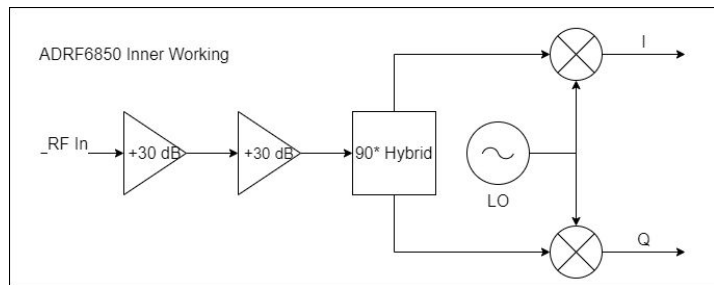 ADRF6850 Inner Working
I
_RF In
+30 dB
+30 dB
90* Hybrid
LO
Q